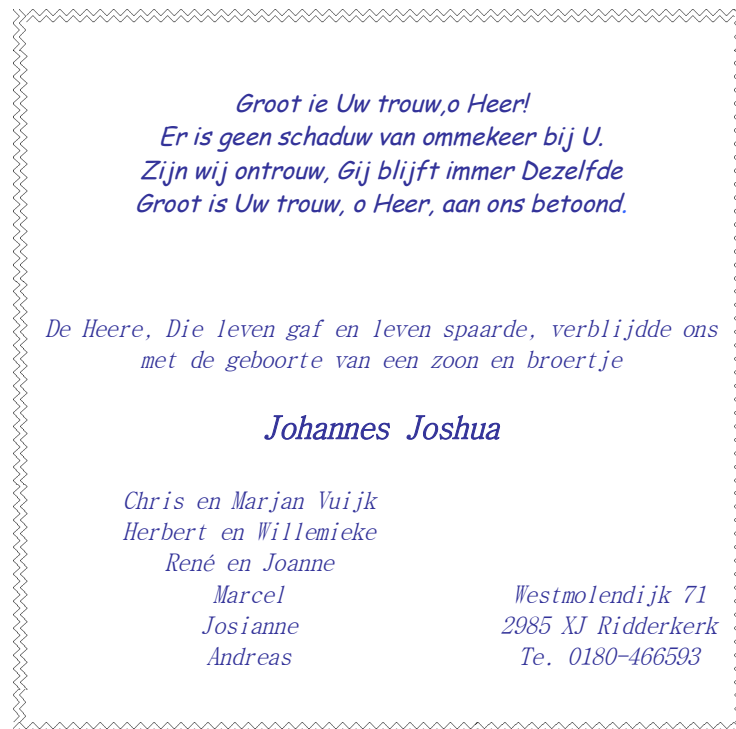 Groot ie Uw trouw,o Heer!
Er is geen schaduw van ommekeer bij U.
Zijn wij ontrouw, Gij blijft immer Dezelfde
Groot is Uw trouw, o Heer, aan ons betoond.
De Heere, Die leven gaf en leven spaarde, verblijdde ons
met de geboorte van een zoon en broertje
Johannes Joshua
Chris en Marjan Vuijk
Herbert en Willemieke
René en Joanne
Marcel
Josianne
Andreas
Westmolendijk 71
2985 XJ Ridderkerk
Te. 0180-466593